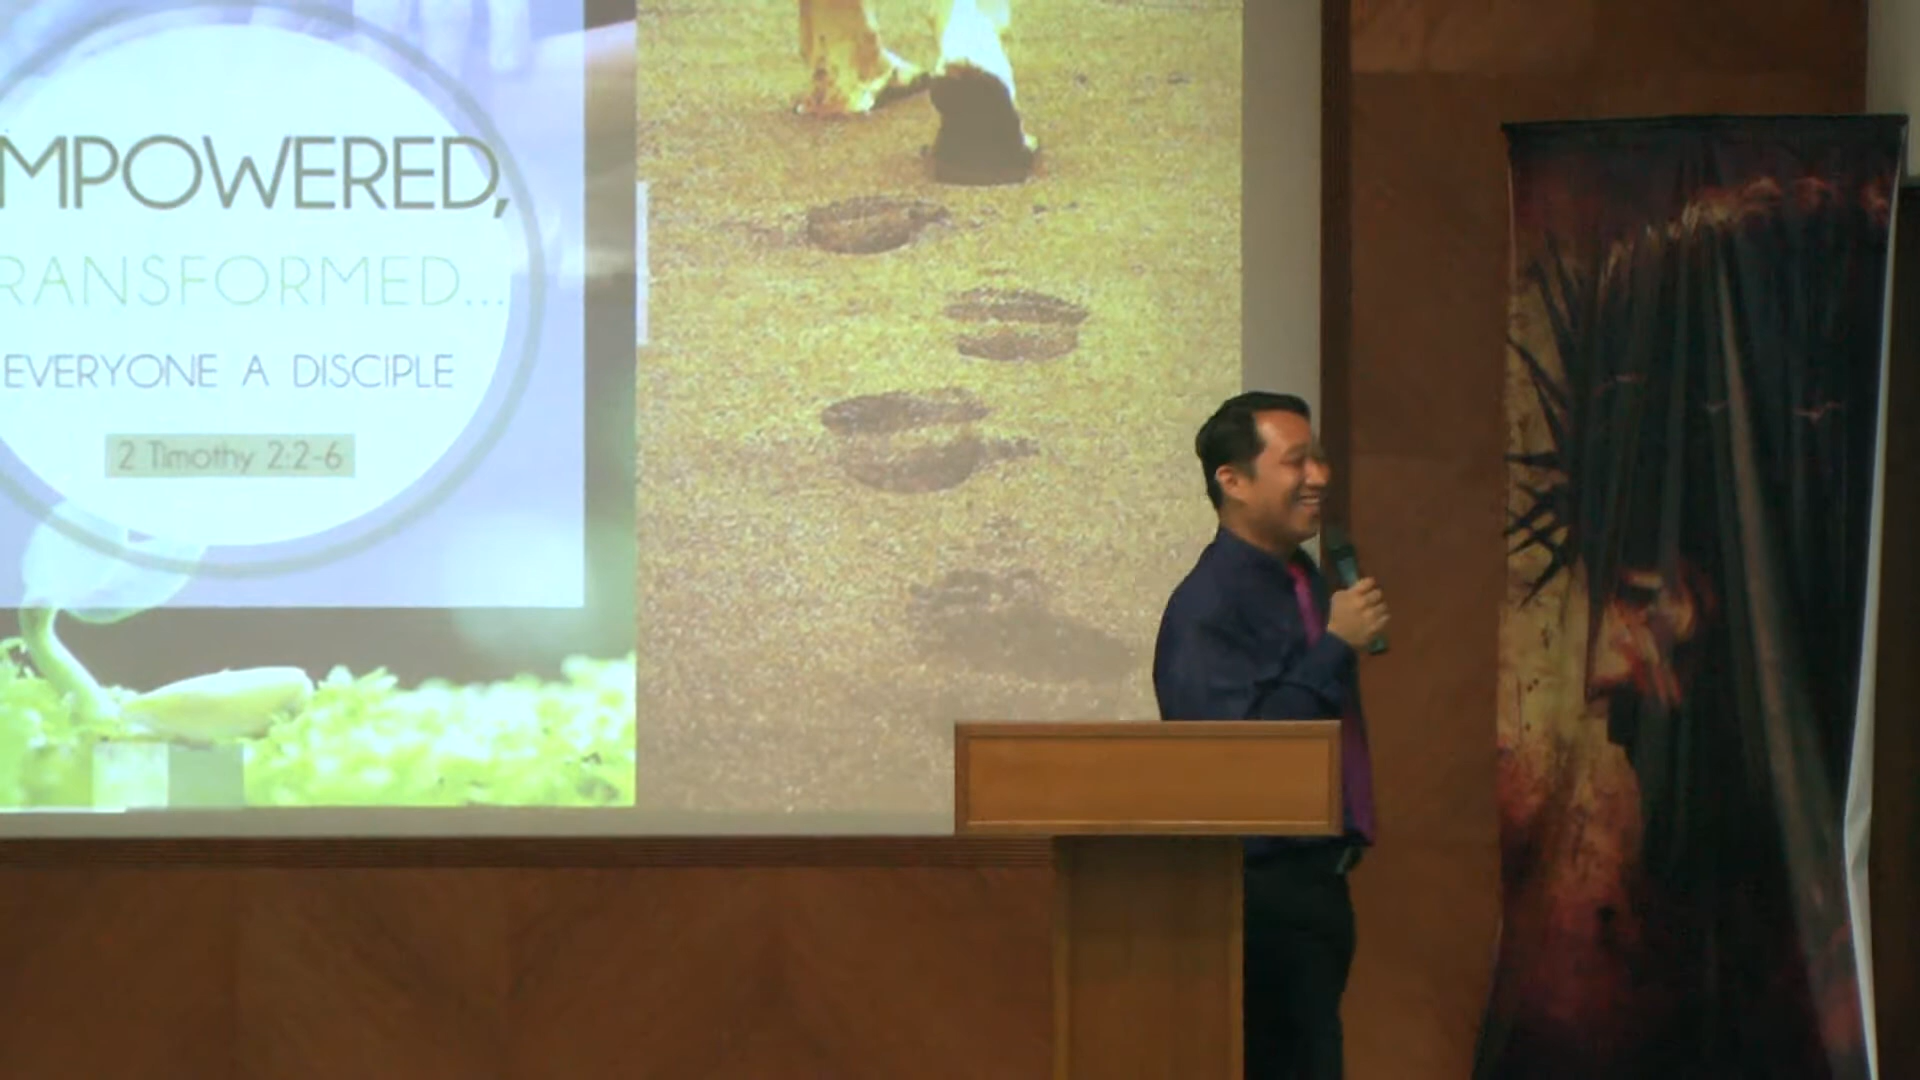 MPOWERED,
RANSFORMED...
EVERYONE A DISCIPLE
2 Timothy 2:2-6